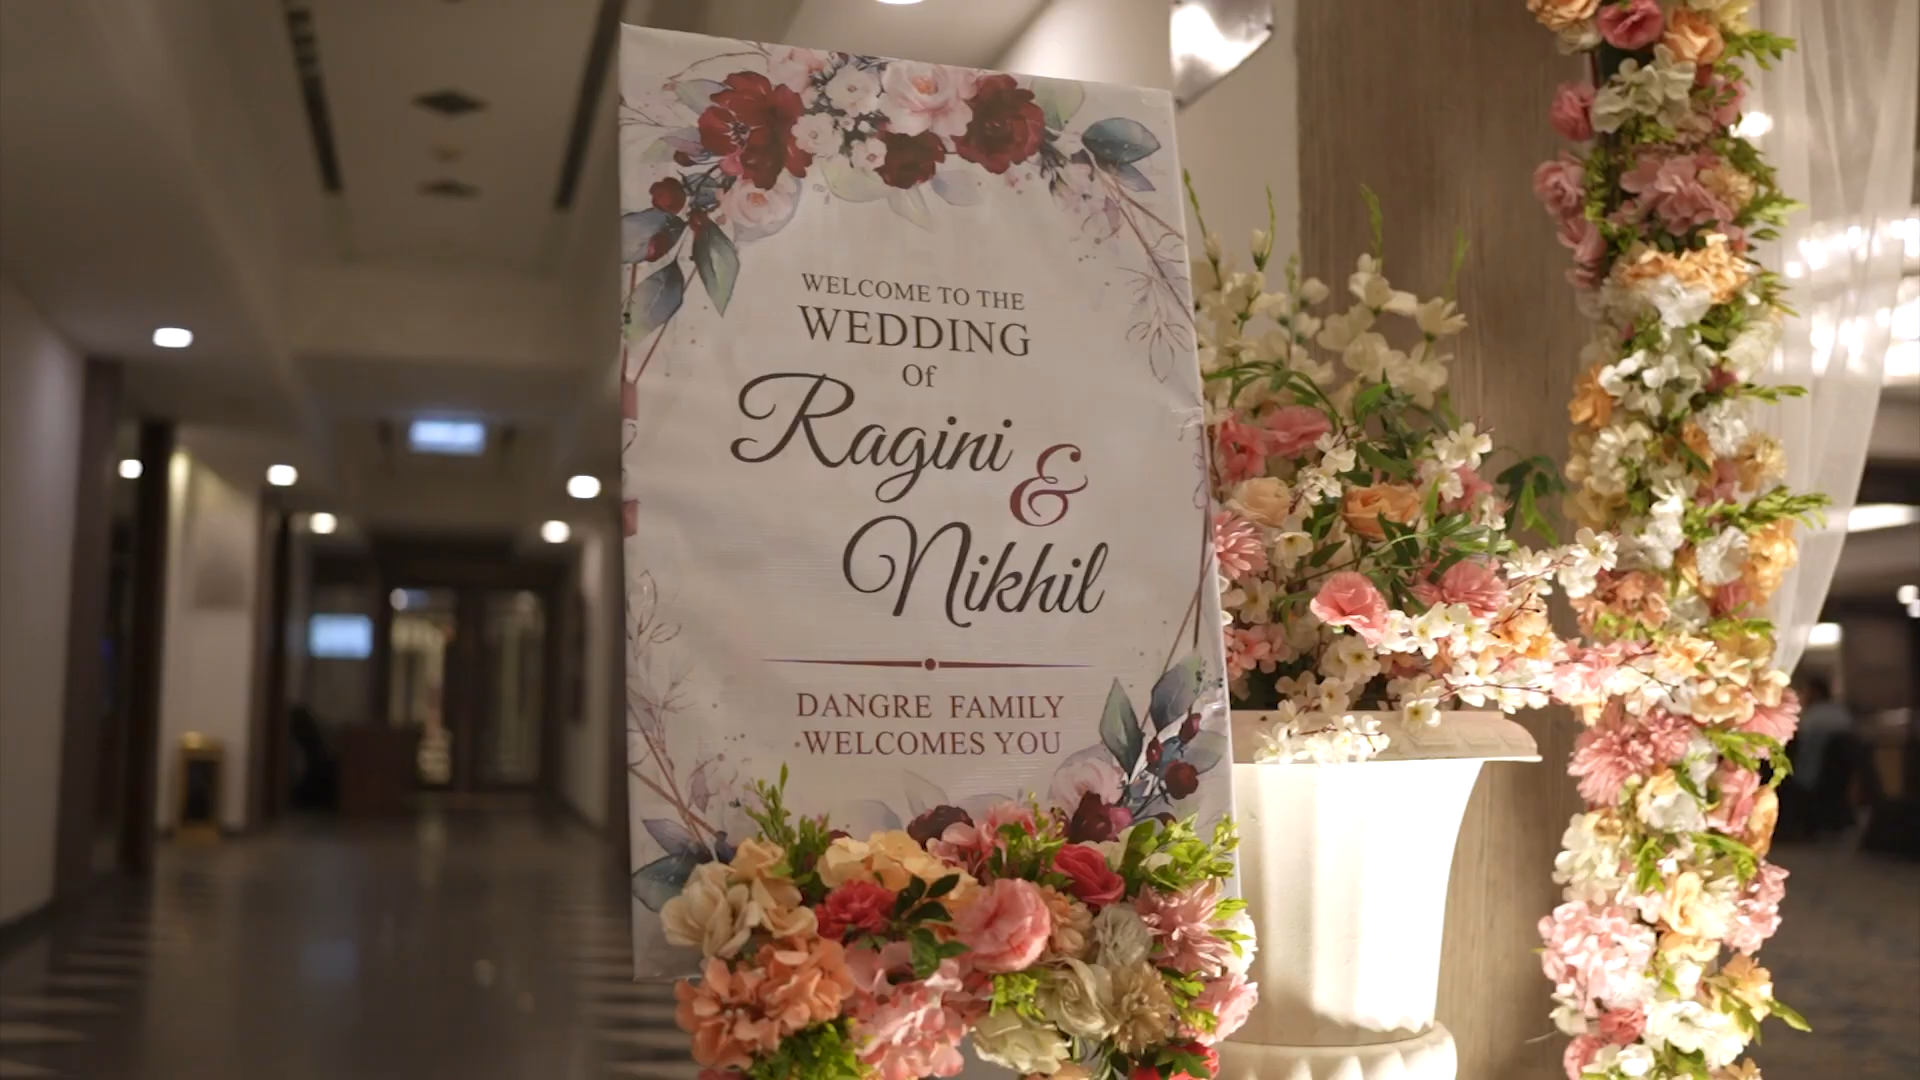 WELCOME TO THE
WEDDING
Of
Ragini
&
Nikhil
DANGRE FAMILY
WELCOMES YOU